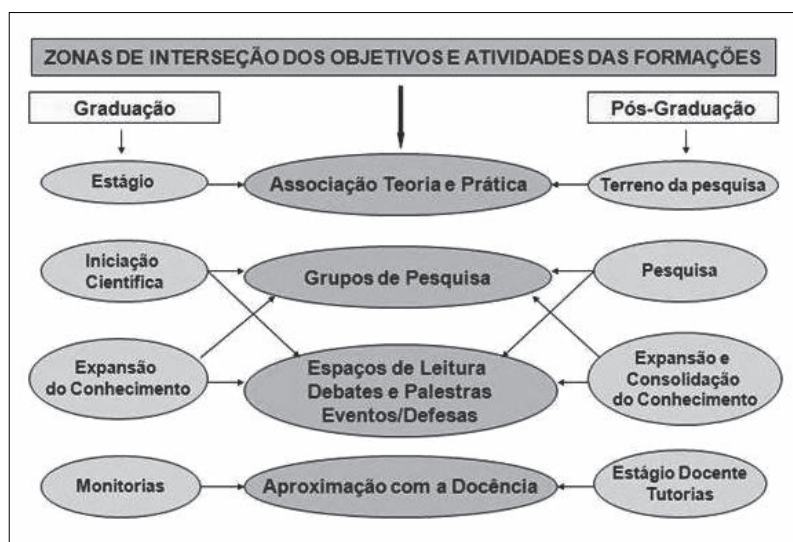 ZONAS DE INTERSEÇÃO DOS OBJETIVOS E ATIVIDADES DAS FORMAÇÕES
Graduação
Pós-Graduação
Estágio
Associação Teoria e Prática
Terreno da pesquisa
Iniciação
Científica
Grupos de Pesquisa
Pesquisa
Expansão
do Conhecimento
Espaços de Leitura
Debates e Palestras
Eventos/Defesas
Expansão e
Consolidação
do Conhecimento
Monitorias
Aproximação com a Docência
Estágio Docente
Tutorias